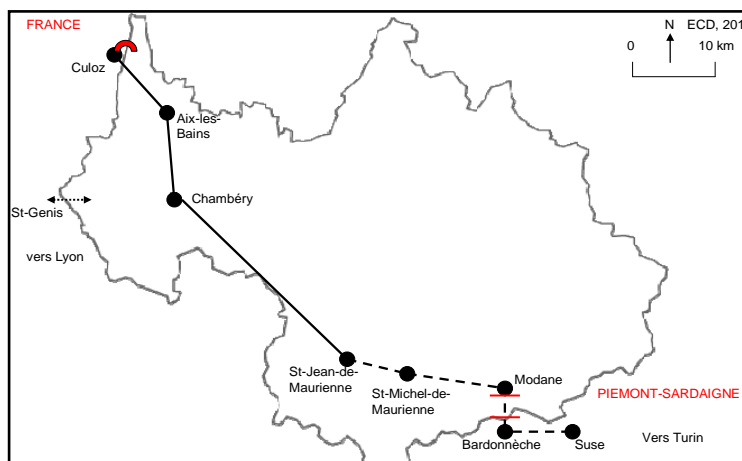 FRANCE
N ECD, 201
0 10 km
Culoz
Aix-les-
Bains
Chambéry
St-Genis
vers Lyon
St-Jean-de-
Maurienne
St-Michel-de-
Maurienne
Modane
PIEMONT-SARDAIGNE
Bardonnèche
Suse
Vers Turin